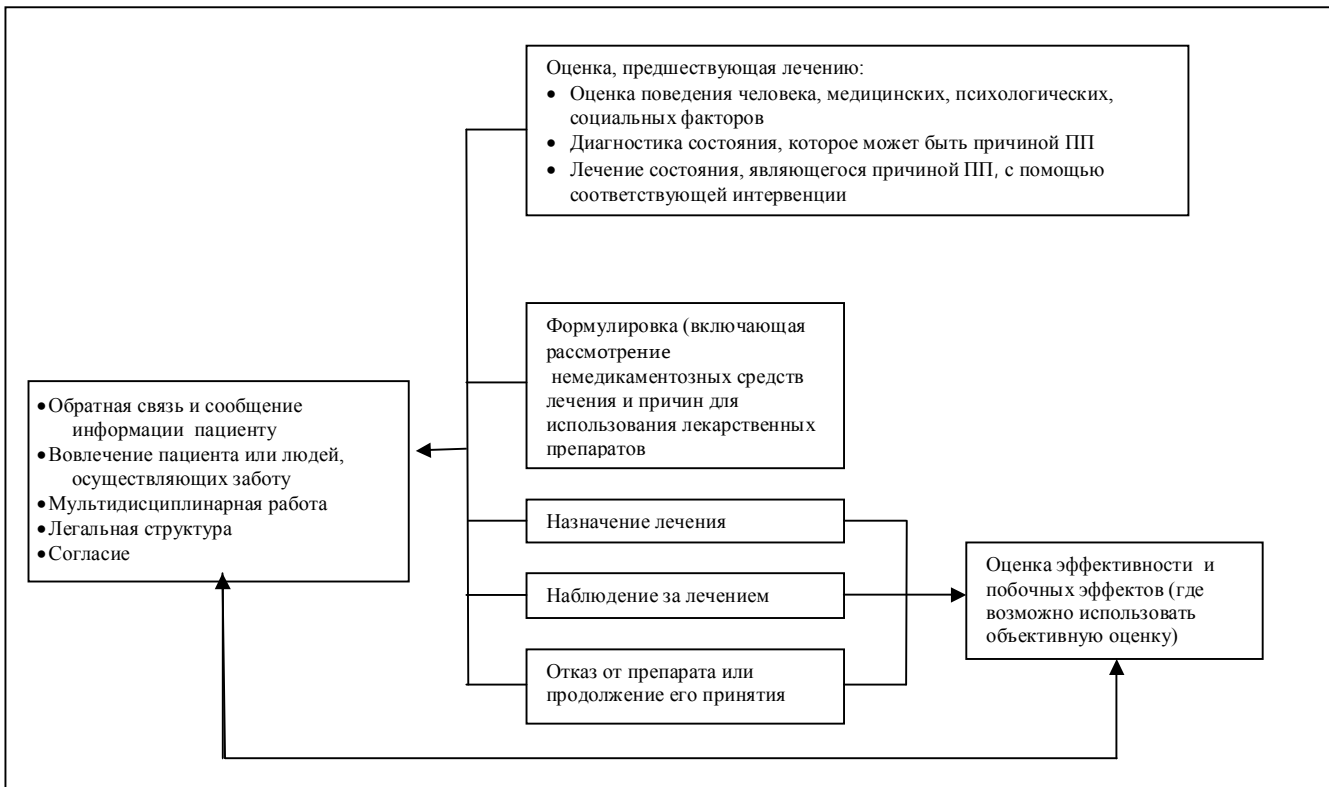 Оценка, предшествующая лечению:
• Оценка поведения человека, медицинских, психологических,
социальных факторов
• Диагностика состояния, которое может быть причиной ПП
• Лечение состояния, являющегося причиной ПП, с помощью
соответствующей интервенции
Формулировка (включающая
рассмотрение
немедикаментозных средств
лечения и причин для
использования лекарственных
препаратов
•Обратная связь и сообщение
информации пациенту
•Вовлечение пациента или людей,
осуществляющих заботу
•Мультидисциплинарная работа
•Легальная структура
•Согласие
Назначение лечения
Наблюдение за лечением
Отказ от препарата или
продолжение его принятия
Оценка эффективности и
побочных эффектов (где
возможно использовать
объективную оценку)